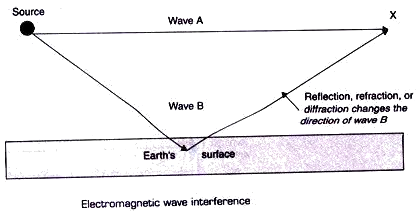 Source
Wave A
X
Wave B
Reflection, refraction, or
diffraction changes the
direction of wave B
Earth's surface
Electromagnetic wave interference